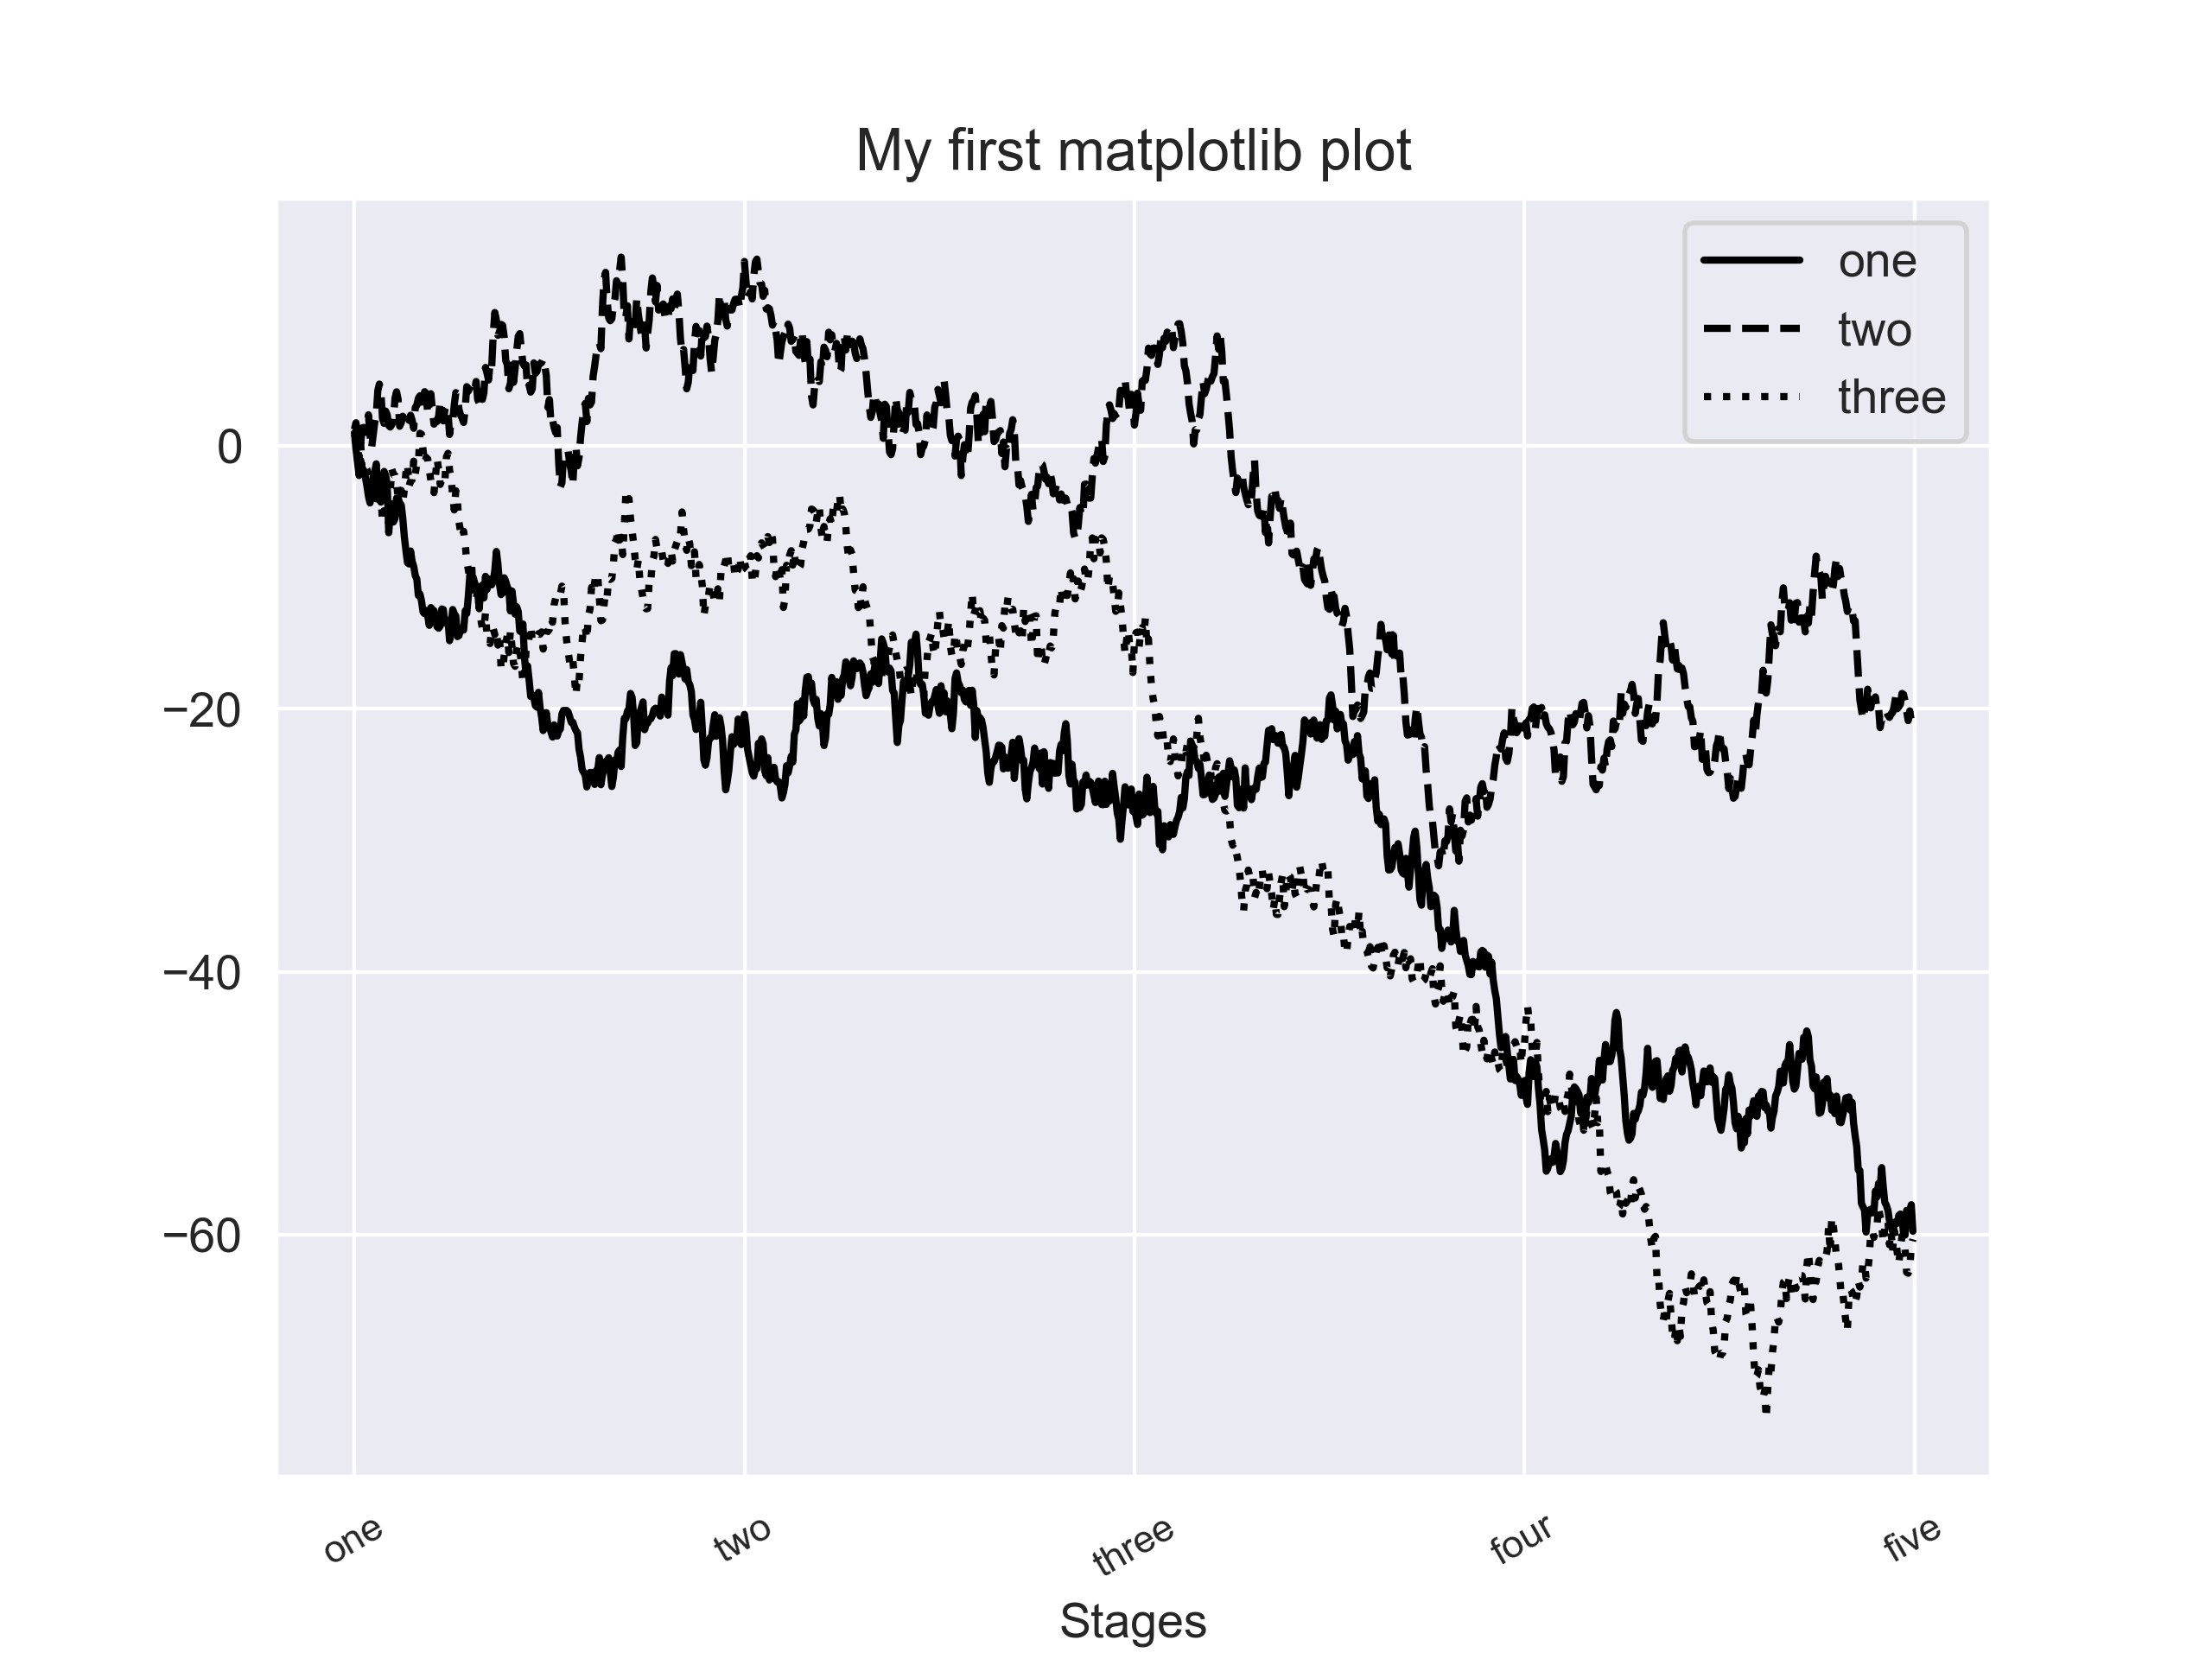 My first matplotlib plot
one
two
three
0
−20
−40
−60
one
two
three
four
five
Stages